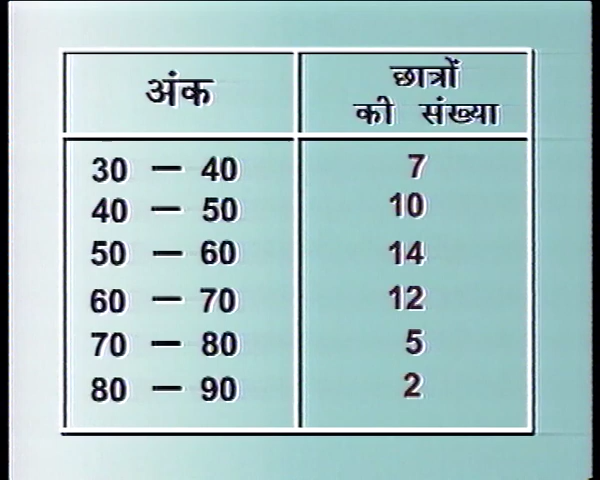 अंक
छात्रों
की संख्या
30 — 40 7
40 — 50 10
50 — 60 14
60 — 70 12
70 — 80 5
80 — 90 2